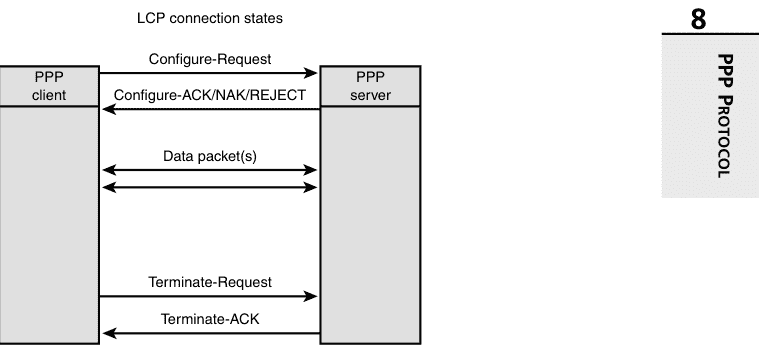 LCP connection states
8
PPP PROTOCOL
Configure-Request
PPP
client
PPP
server
Configure-ACK/NAK/REJECT
Data packet(s)
Terminate-Request
Terminate-ACK